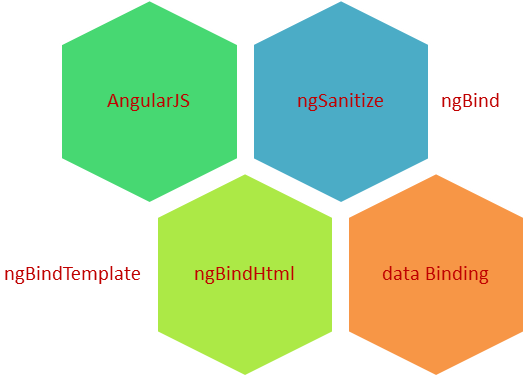 AngularJS
ngSanitize
ngBind
ngBindTemplate
ngBindHtml
data Binding